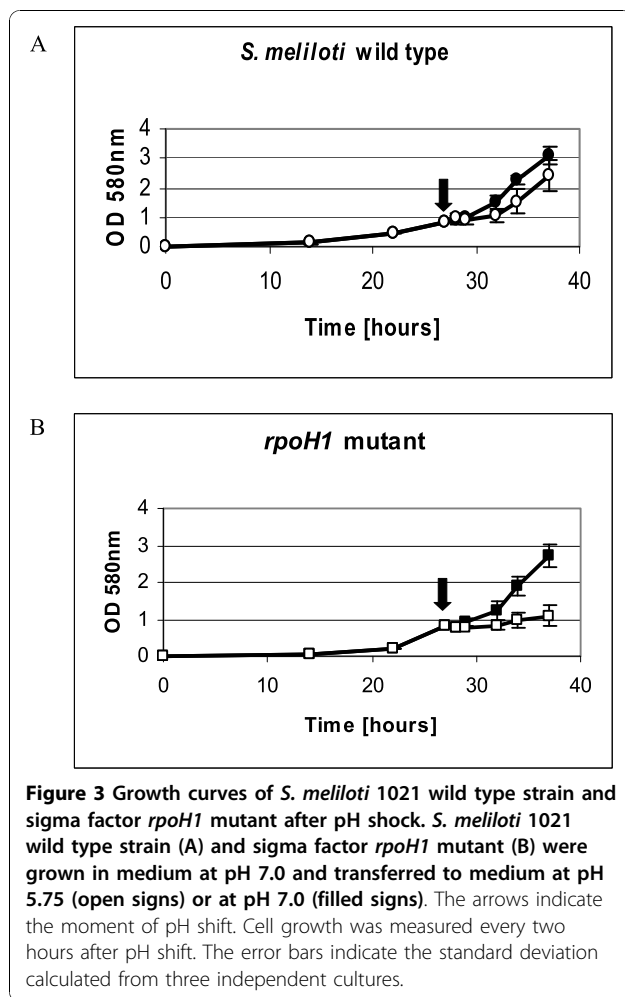 A
S. meliloti wild type
OD 580nm
4
3
2
1
0
0 10 20 30 40
Time [hours]
B
rpoH1 mutant
OD 580nm
4
3
2
1
0
0 10 20 30 40
Time [hours]
Figure 3 Growth curves of S. meliloti 1021 wild type strain and
sigma factor rpoH1 mutant after pH shock. S. meliloti 1021
wild type strain (A) and sigma factor rpoH1 mutant (B) were
grown in medium at pH 7.0 and transferred to medium at pH
5.75 (open signs) or at pH 7.0 (filled signs). The arrows indicate
the moment of pH shift. Cell growth was measured every two
hours after pH shift. The error bars indicate the standard deviation
calculated from three independent cultures.